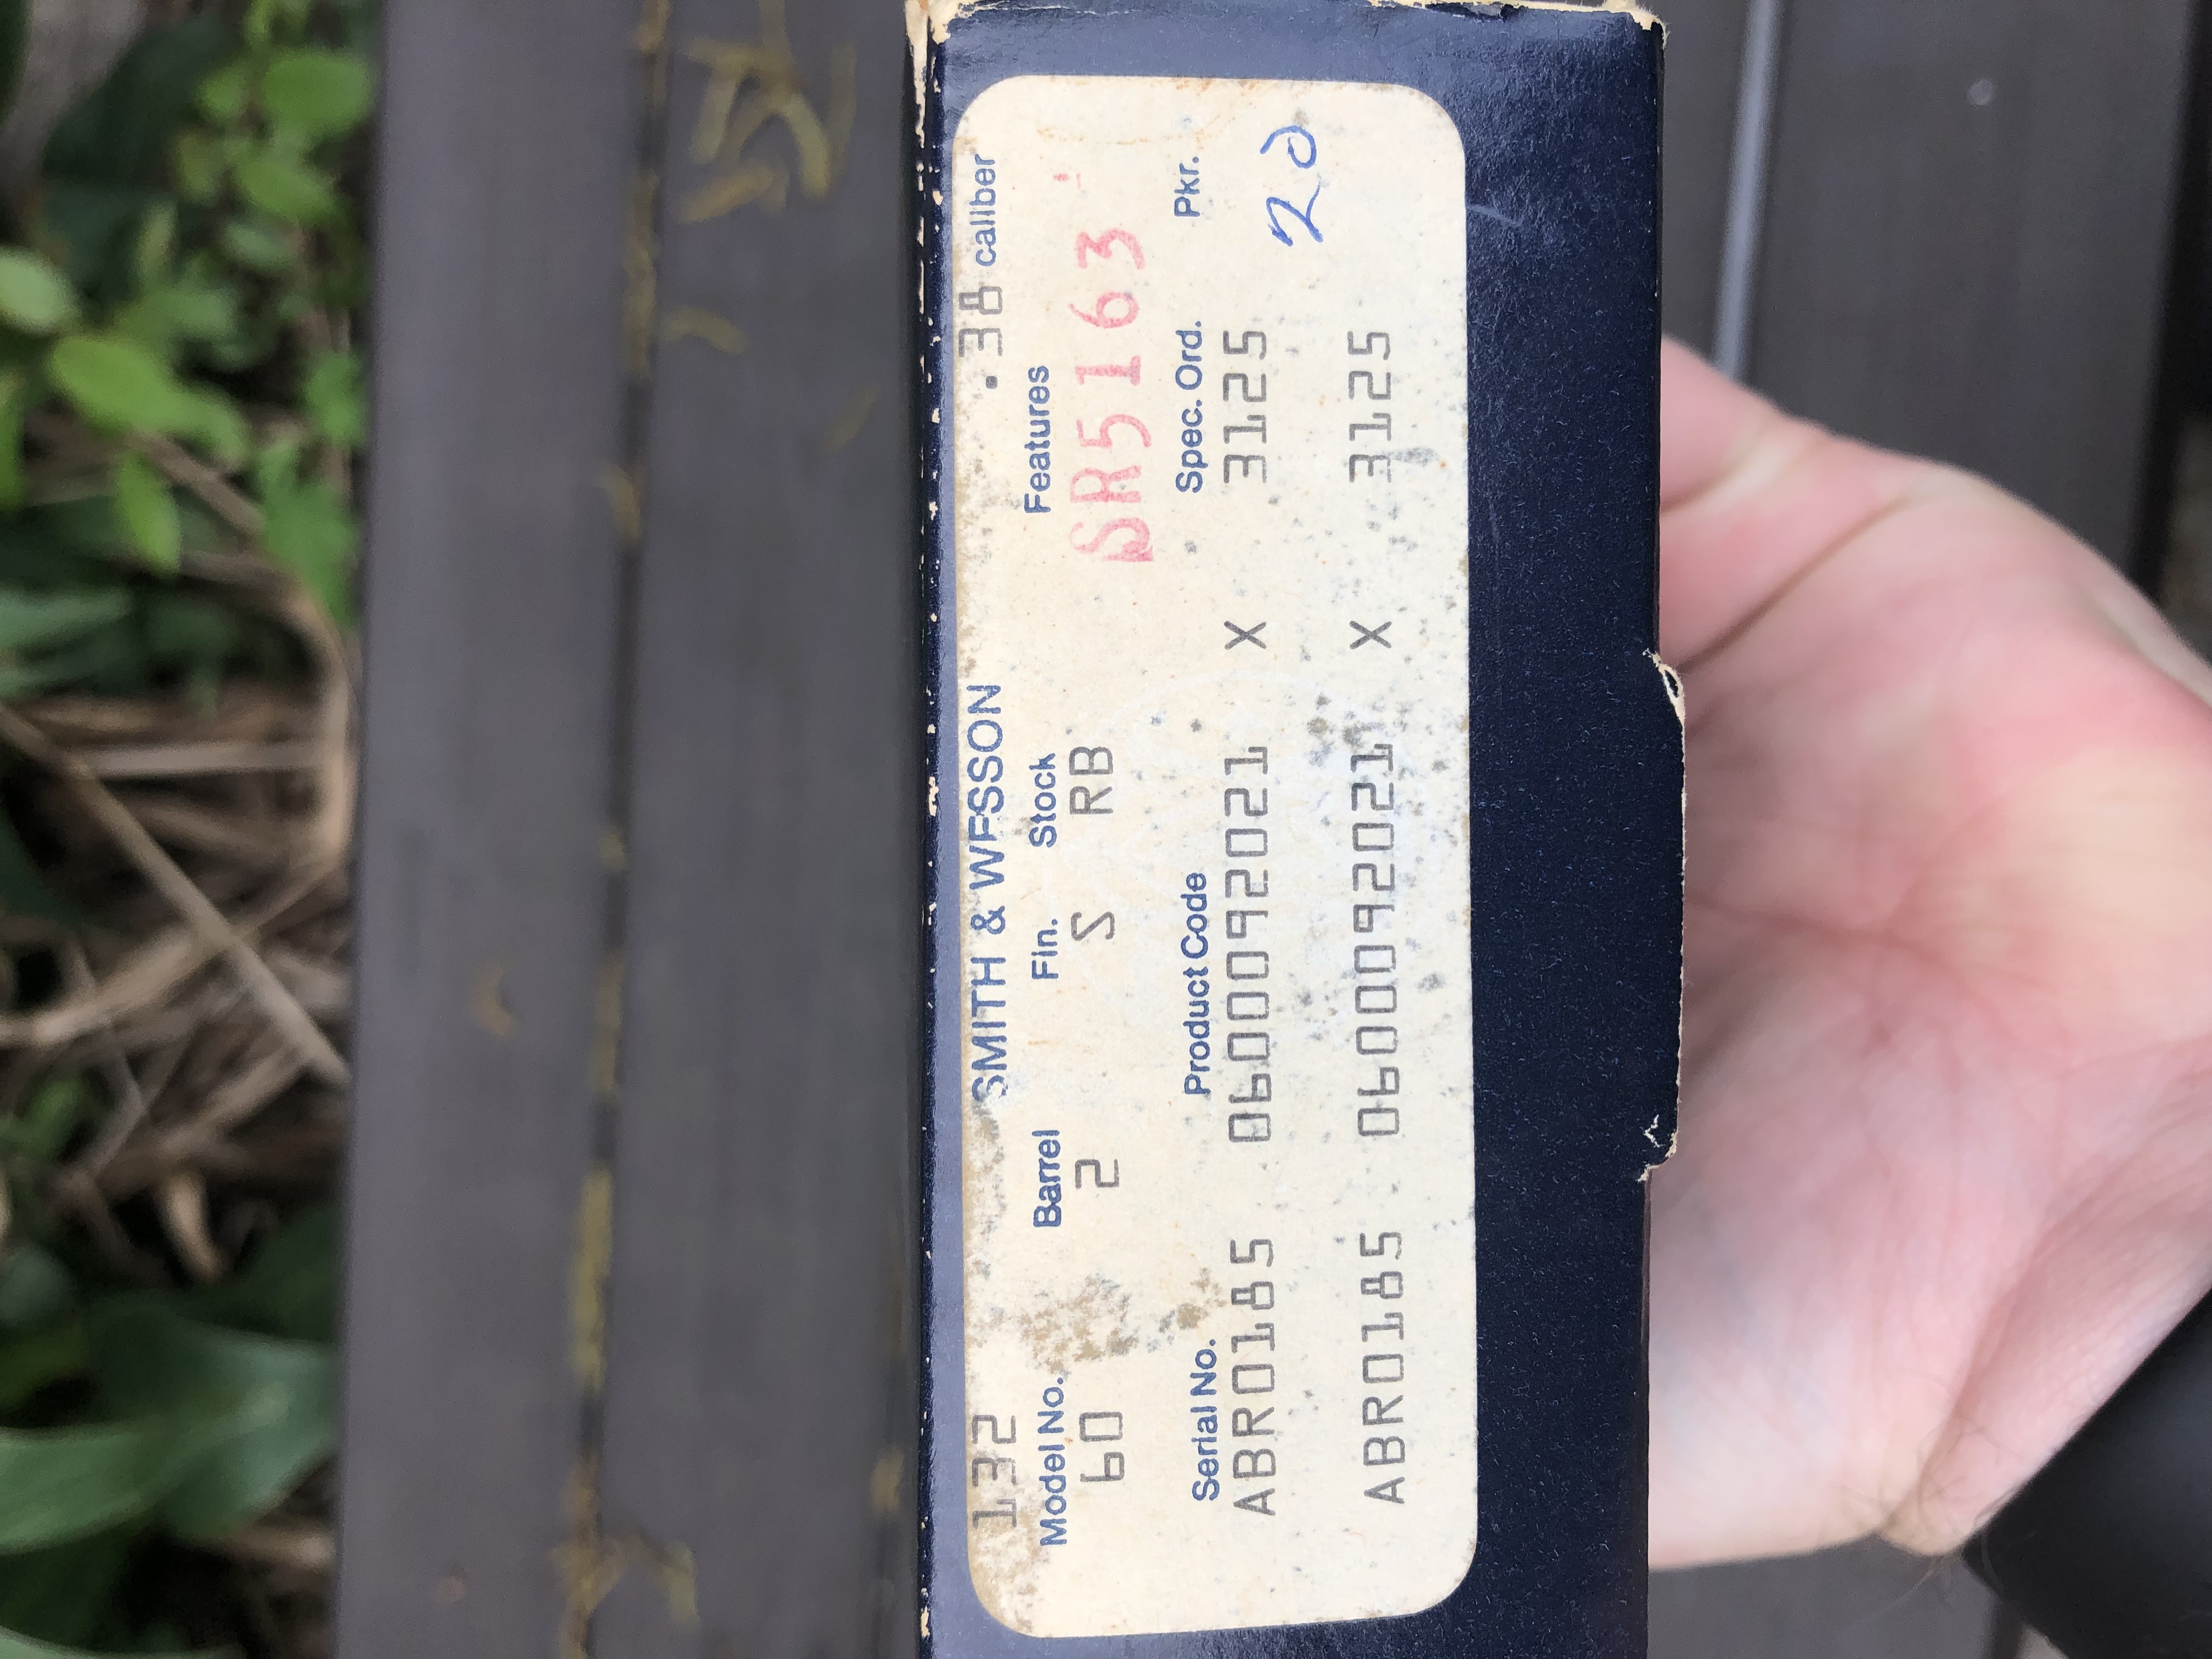 132 SMITH & WESSON .38 caliber
Model No. Barrel Fin. Stock Features
60 2 S RB SR5163
Serial No. Product Code Spec. Ord. Pkr.
ABR0185 0600092021 X 3125 20
ABR0185 0600092021 X 3125